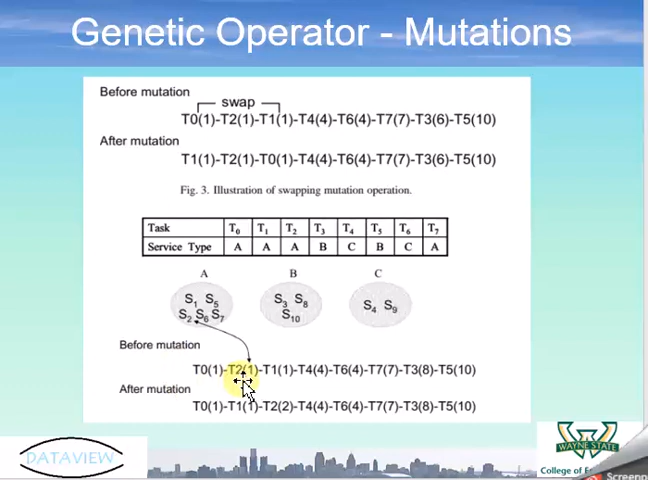 Genetic Operator - Mutations
Before mutation
swap
T0(1)-T2(1)-T1(1)-T4(4)-T6(4)-T7(7)-T3(6)-T5(10)
After mutation
T1(1)-T2(1)-T0(1)-T4(4)-T6(4)-T7(7)-T3(6)-T5(10)
Fig. 3. Illustration of swapping mutation operation.
Task T0 T1 T2 T3 T4 T5 T6 T7
Service Type A A A B C B C A
A B C
S1 S5 S3 S8 S4 S9
S2 S6 S7 S10
Before mutation
T0(1)-T2(1)-T1(1)-T4(4)-T6(4)-T7(7)-T3(8)-T5(10)
After mutation
T0(1)-T1(1)-T2(2)-T4(4)-T6(4)-T7(7)-T3(8)-T5(10)
DATAVIEW
WAYNE STATE
College of E
Screenp